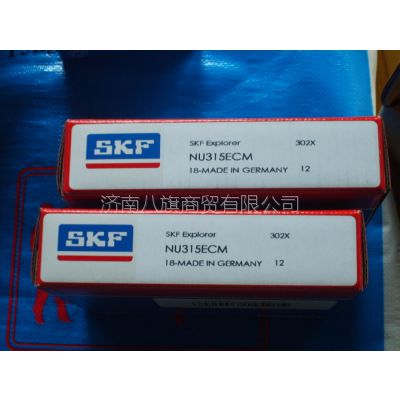 SKF
SKF Explorer 302X
NU315ECM
18-MADE IN GERMANY 12
济南八旗商贸有限公司
SKF
SKF Explorer 302X
NU315ECM
18-MADE IN GERMANY 12